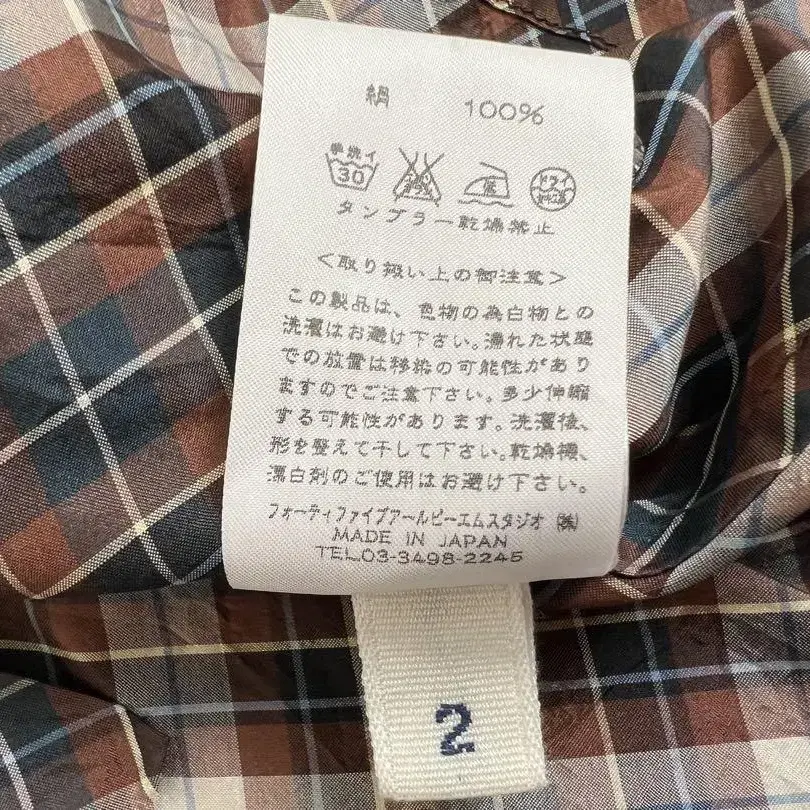 絹 100%
手洗イ 30 低 ドライ
タンブラー乾燥禁止
<取り扱い上の御注意>
この製品は、色物の為白物との
洗濯はお避け下さい。濡れた状態
での放置は移染の可能性があり
ますのでご注意下さい。多少伸縮
する可能性があります。洗濯後、
形を整えて干して下さい。乾燥機、
漂白剤のご使用はお避け下さい。
フォーティファイブアールピーエムスタジオ ㈱
MADE IN JAPAN
TEL.03-3498-2245
2